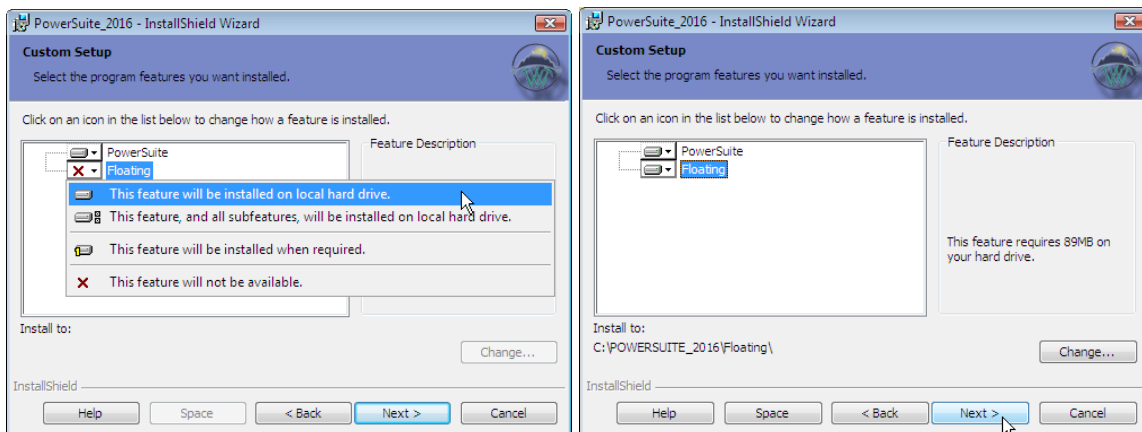 PowerSuite_2016 - InstallShield Wizard
Custom Setup
Select the program features you want installed.
Click on an icon in the list below to change how a feature is installed.
PowerSuite
Floating
Feature Description
This feature will be installed on local hard drive.
This feature, and all subfeatures, will be installed on local hard drive.
This feature will be installed when required.
This feature will not be available.
Install to:
Change...
InstallShield
Help Space < Back Next > Cancel
PowerSuite_2016 - InstallShield Wizard
Custom Setup
Select the program features you want installed.
Click on an icon in the list below to change how a feature is installed.
PowerSuite
Floating
Feature Description
This feature requires 89MB on
your hard drive.
Install to:
C:\POWERSUITE_2016\Floating\
Change...
InstallShield
Help Space < Back Next > Cancel